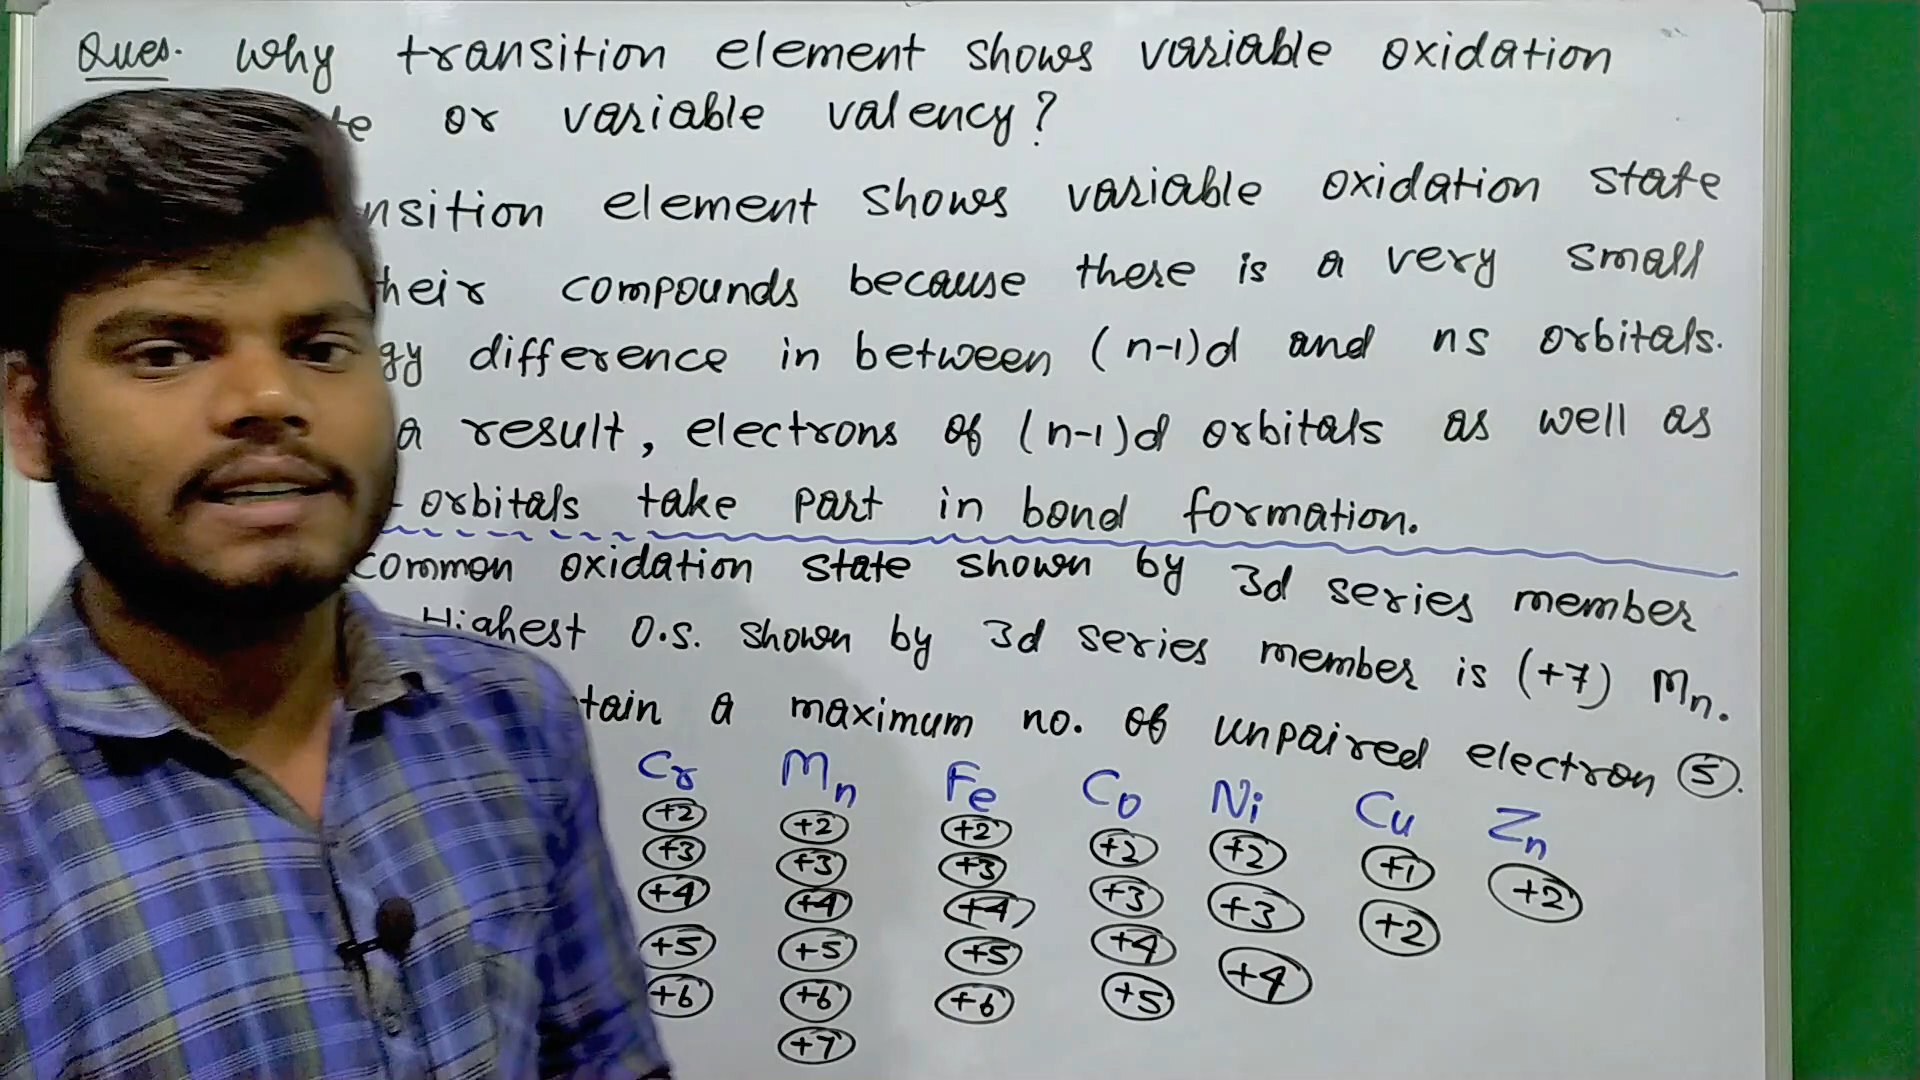 Ques. Why transition element shows variable oxidation
te or variable valency?
nsition element shows variable oxidation state
heir compounds because there is a very small
gy difference in between (n-1)d and ns orbitals.
a result, electrons of (n-1)d orbitals as well as
orbitals take part in bond formation.
common oxidation state shown by 3d series member
Highest O.S. shown by 3d series member is (+7) Mn.
tain a maximum no. of unpaired electron 5.
Cr Mn Fe Co Ni Cu Zn
+2 +2 +2 +2 +2 +1 +2
+3 +3 +3 +3 +3 +2
+4 +4 +4 +4 +4
+5 +5 +5 +5
+6 +6 +6
+7